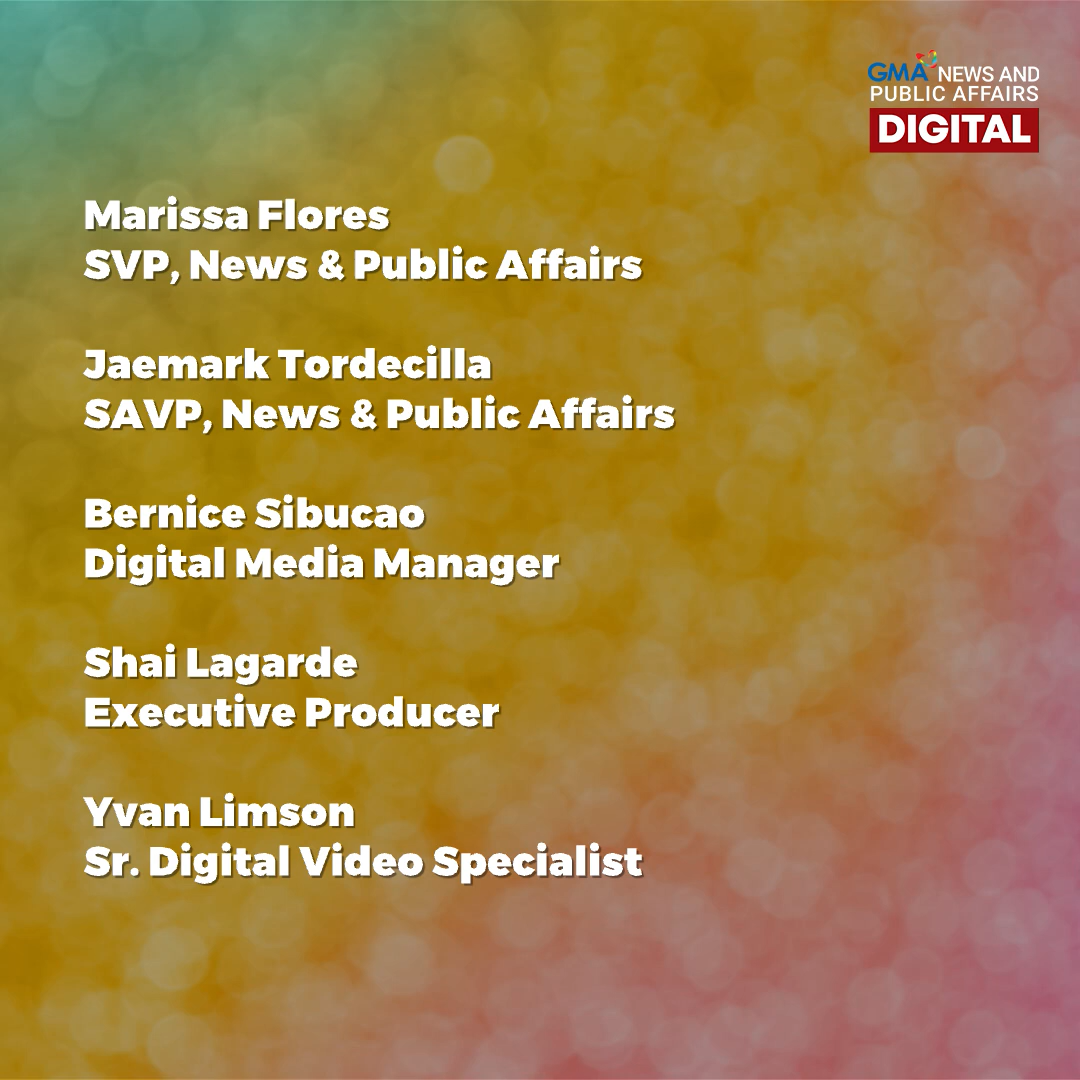 GMA NEWS AND
PUBLIC AFFAIRS
DIGITAL
Marissa Flores
SVP, News & Public Affairs
Jaemark Tordecilla
SAVP, News & Public Affairs
Bernice Sibucao
Digital Media Manager
Shai Lagarde
Executive Producer
Yvan Limson
Sr. Digital Video Specialist